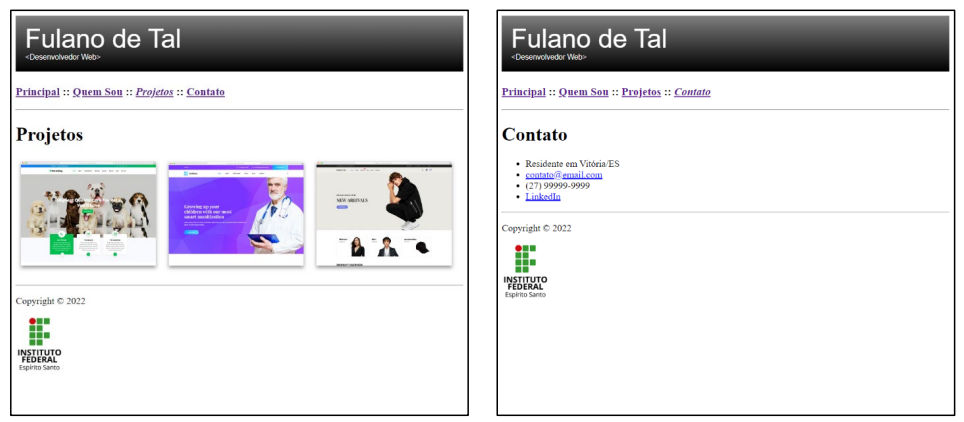 Fulano de Tal
<Desenvolvedor Web>
Principal :: Quem Sou :: Projetos :: Contato
Projetos
Growing up your
children with our most
smart monilization
NEW ARRIVALS
Copyright © 2022
INSTITUTO
FEDERAL
Espírito Santo
Fulano de Tal
<Desenvolvedor Web>
Principal :: Quem Sou :: Projetos :: Contato
Contato
Residente em Vitória/ES
contato@email.com
(27) 99999-9999
LinkedIn
Copyright © 2022
INSTITUTO
FEDERAL
Espírito Santo